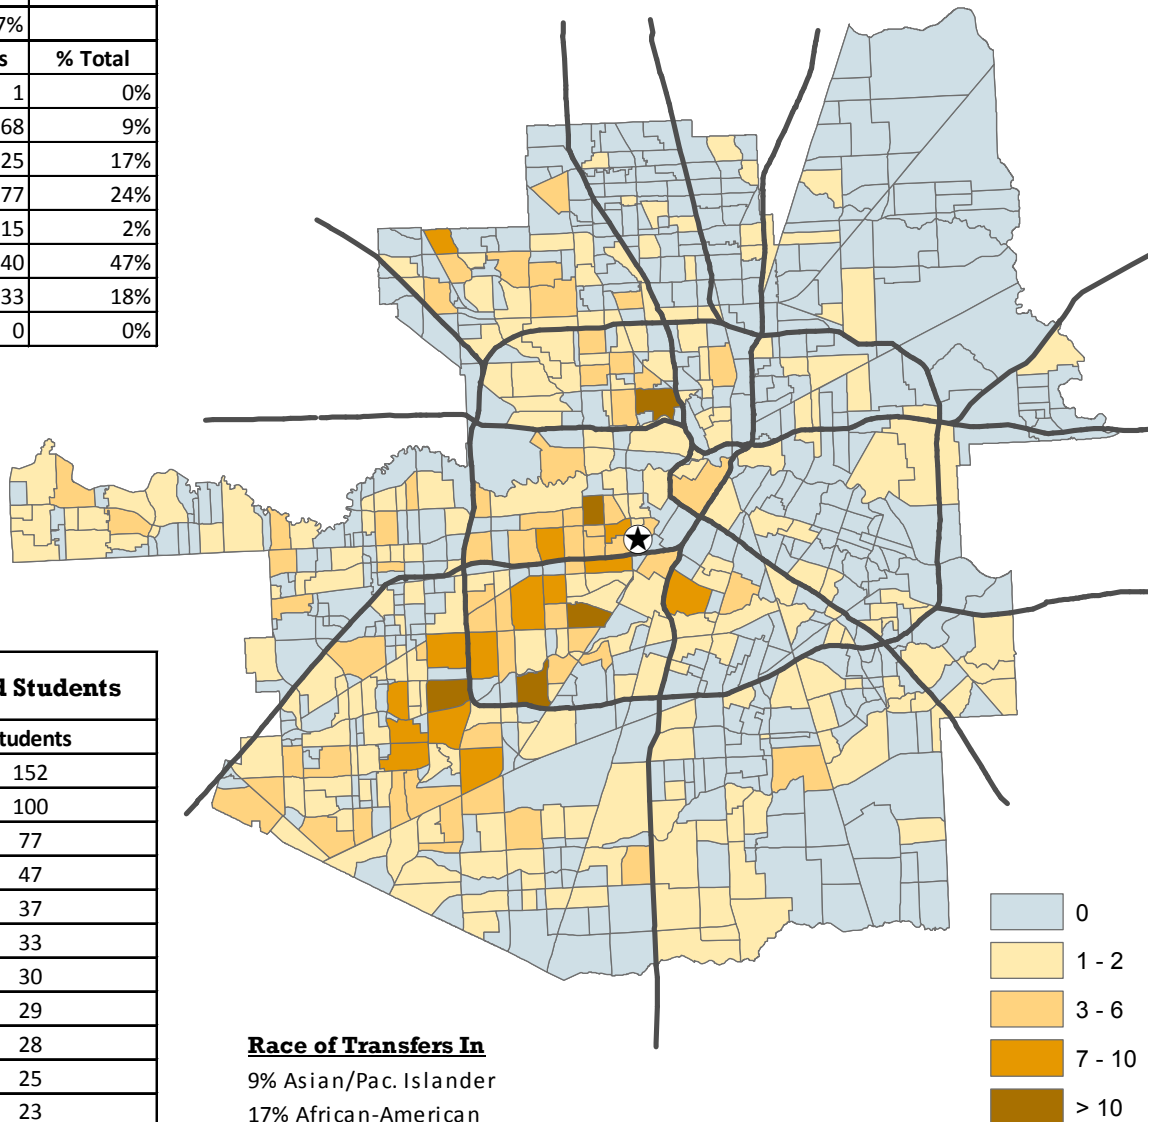 7%
s % Total
1 0%
68 9%
25 17%
77 24%
15 2%
40 47%
33 18%
0 0%
d Students
tudents
152
100
77
47
37
33
30
29
28
25
23
0
1 - 2
3 - 6
7 - 10
> 10
Race of Transfers In
9% Asian/Pac. Islander
17% African-American